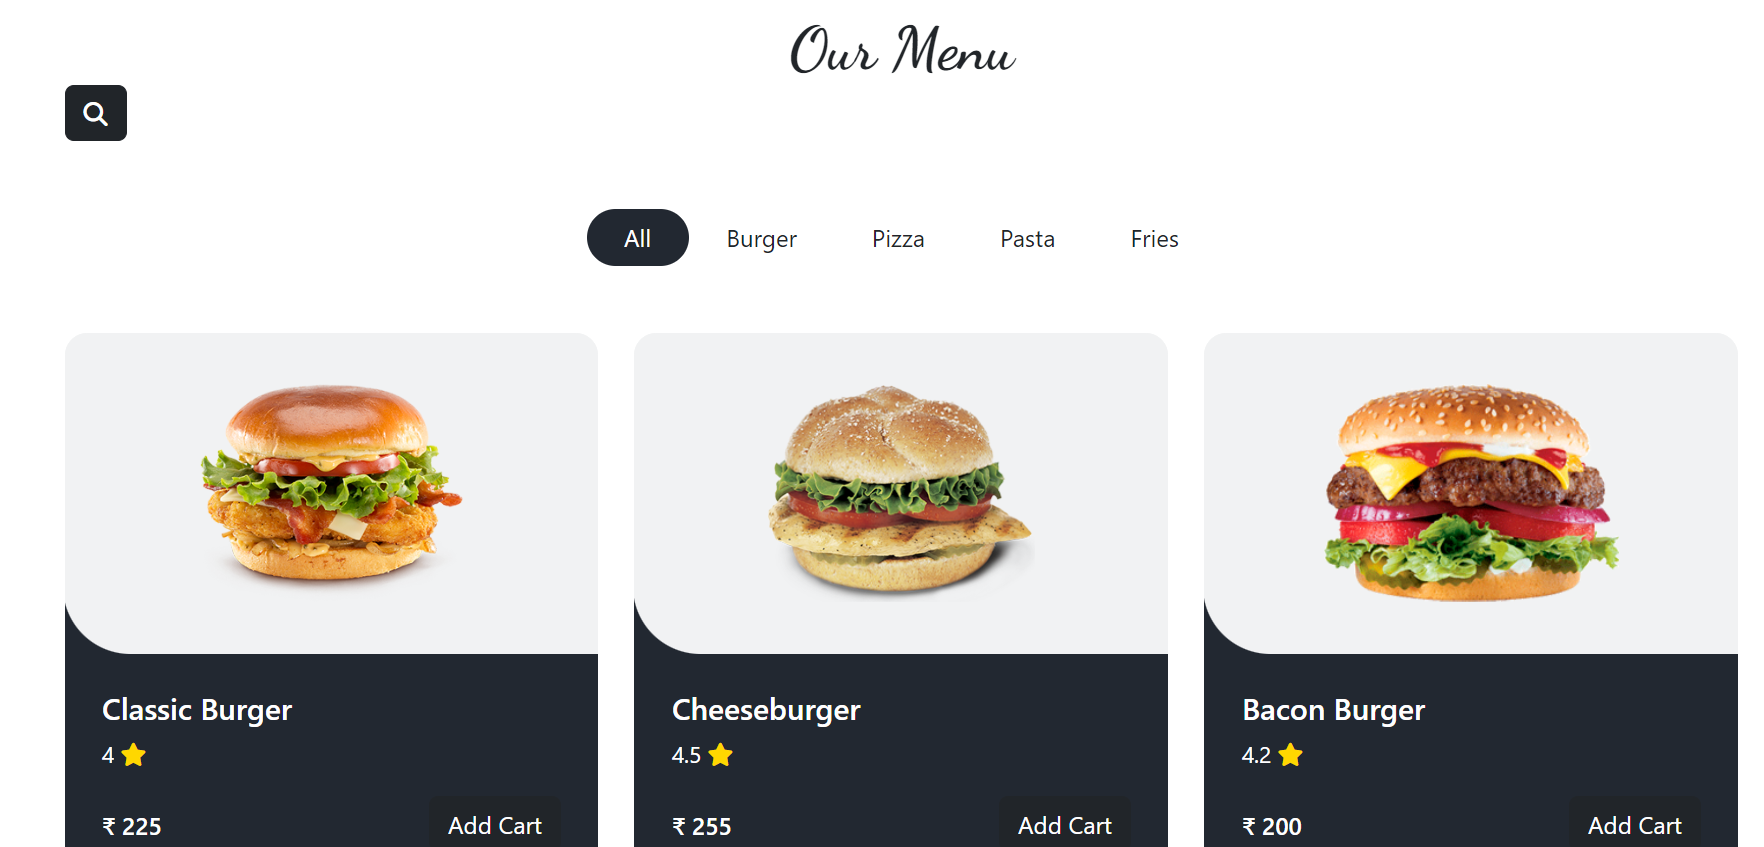 Our Menu
All Burger Pizza Pasta Fries
Classic Burger
4
₹ 225 Add Cart
Cheeseburger
4.5
₹ 255 Add Cart
Bacon Burger
4.2
₹ 200 Add Cart